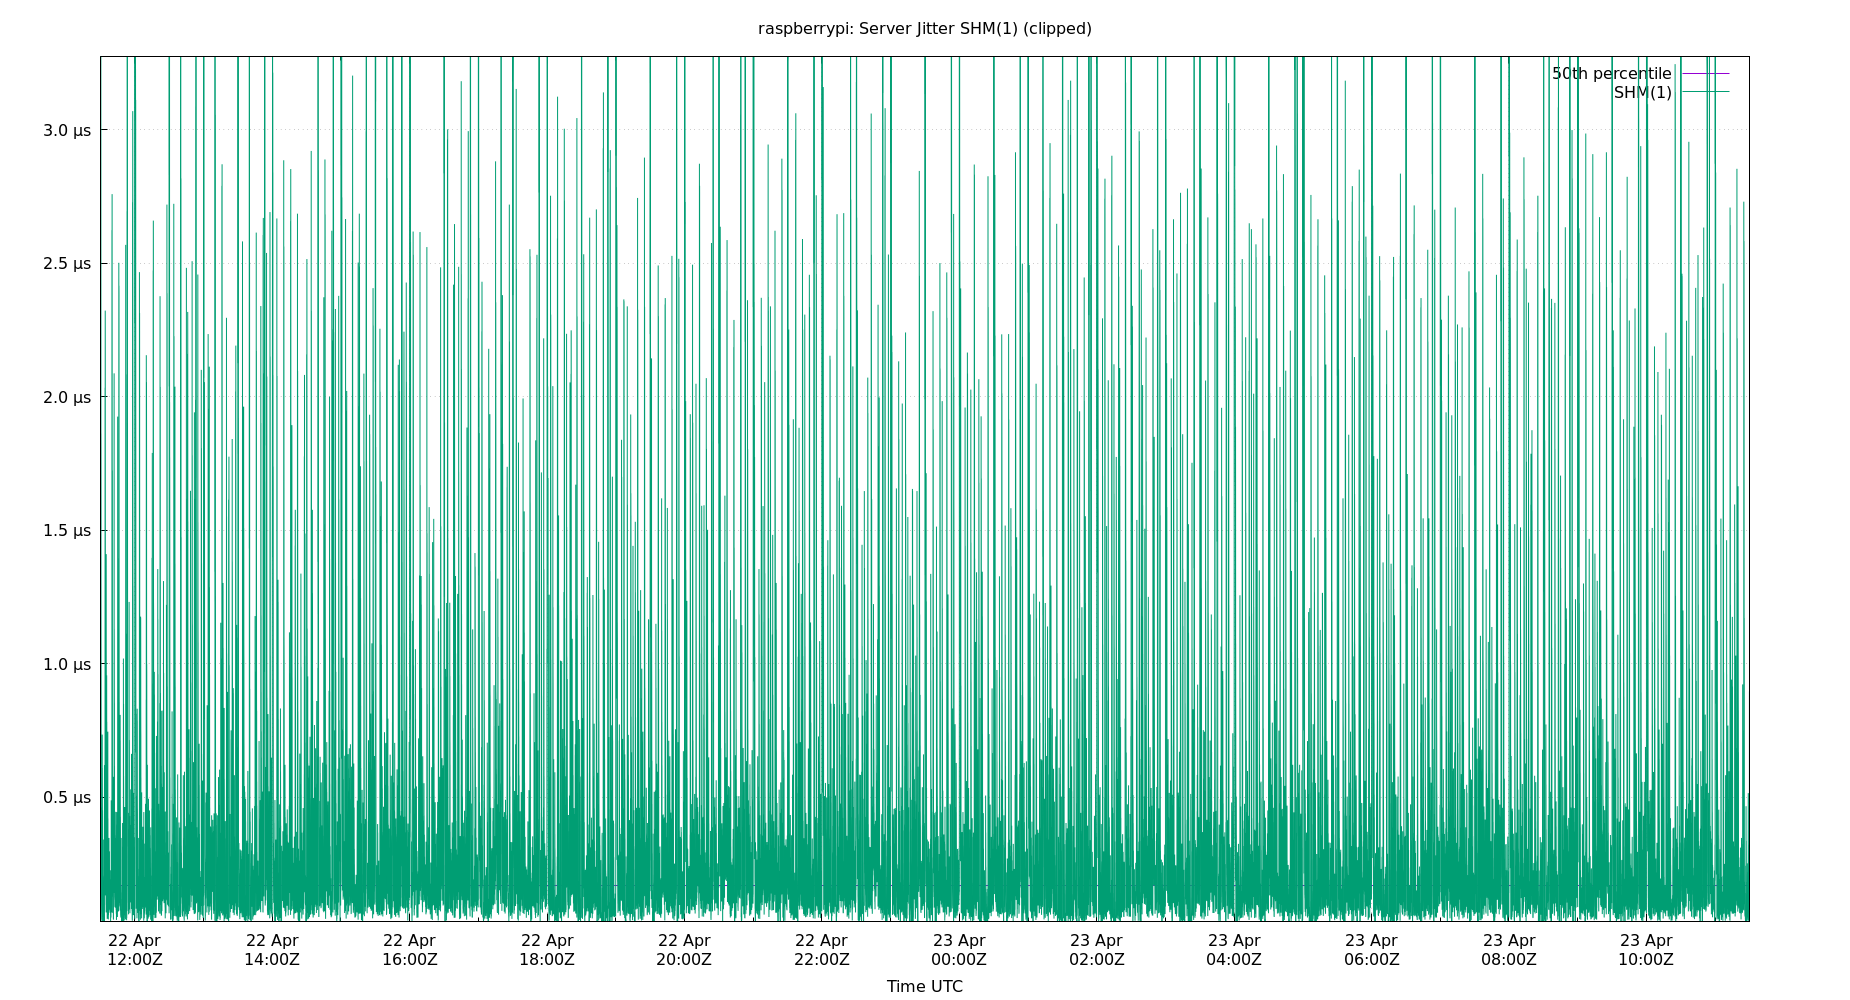 raspberrypi: Server Jitter SHM(1) (clipped)
50th percentile
SHM(1)
3.0 µs
2.5 µs
2.0 µs
1.5 µs
1.0 µs
0.5 µs
22 Apr 22 Apr 22 Apr 22 Apr 22 Apr 22 Apr 23 Apr 23 Apr 23 Apr 23 Apr 23 Apr 23 Apr
12:00Z 14:00Z 16:00Z 18:00Z 20:00Z 22:00Z 00:00Z 02:00Z 04:00Z 06:00Z 08:00Z 10:00Z
Time UTC